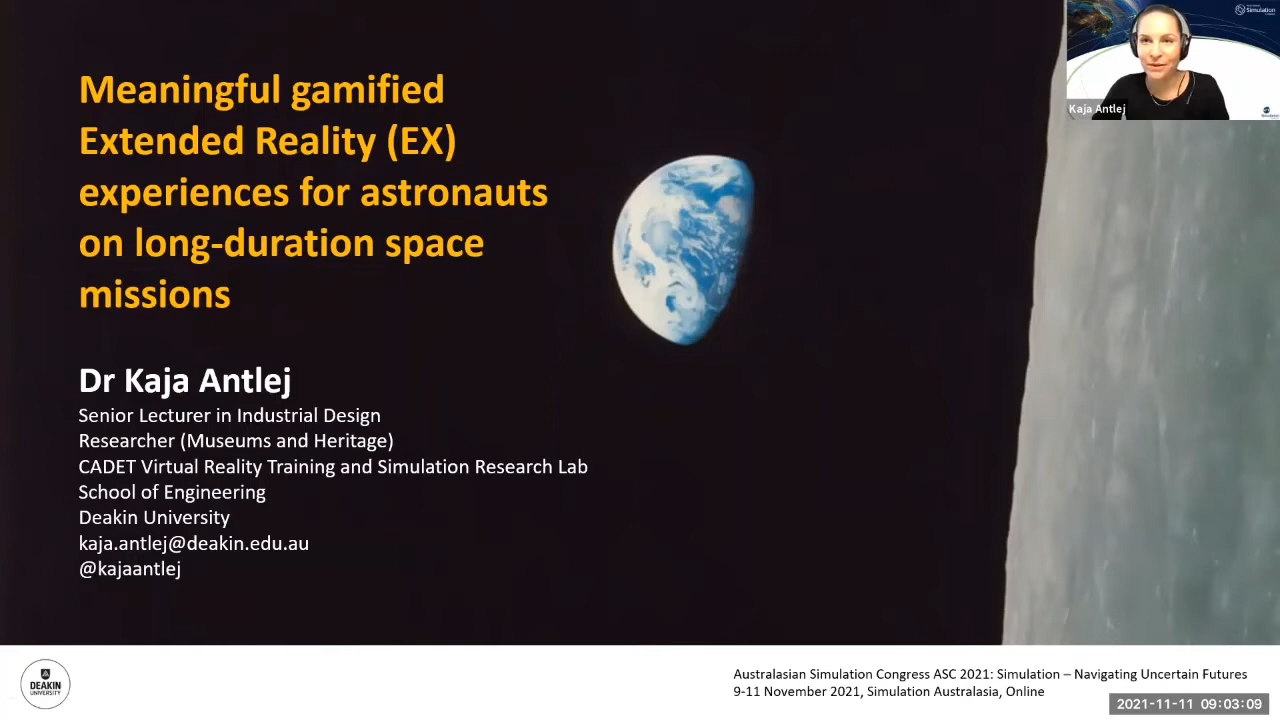 Meaningful gamified
Extended Reality (EX)
experiences for astronauts
on long-duration space
missions
Dr Kaja Antlej
Senior Lecturer in Industrial Design
Researcher (Museums and Heritage)
CADET Virtual Reality Training and Simulation Research Lab
School of Engineering
Deakin University
kaja.antlej@deakin.edu.au
@kajaantlej
Simulation
Kaja Antlej
DEAKIN
UNIVERSITY
Australasian Simulation Congress ASC 2021: Simulation – Navigating Uncertain Futures
9-11 November 2021, Simulation Australasia, Online
2021-11-11 09:03:09